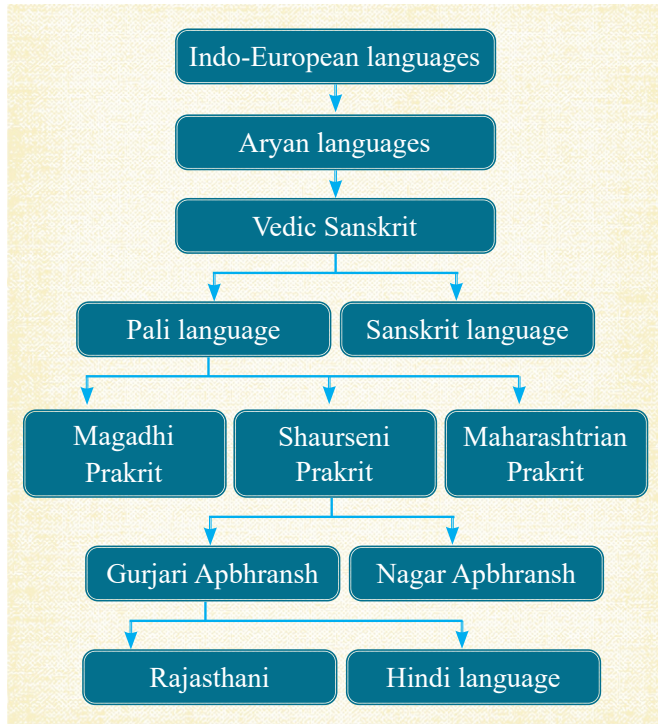 Indo-European languages
Aryan languages
Vedic Sanskrit
Pali language
Sanskrit language
Magadhi
Prakrit
Shaurseni
Prakrit
Maharashtrian
Prakrit
Gurjari Apbhransh
Nagar Apbhransh
Rajasthani
Hindi language